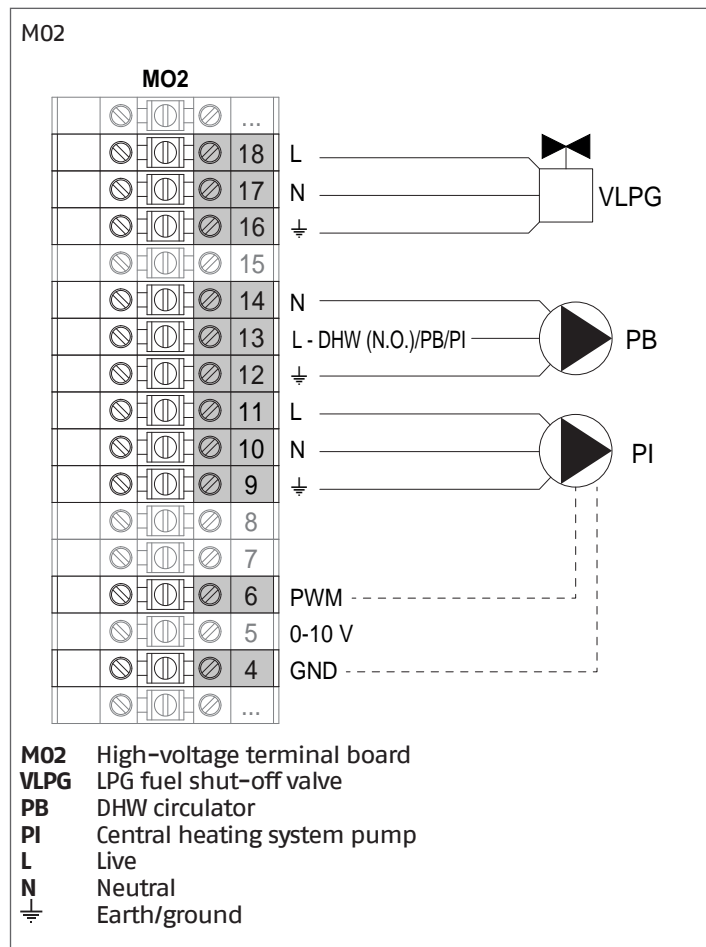 M02
MO2
...
18 L
17 N
16 ⏚
VLPG
15
14 N
13 L - DHW (N.O.)/PB/PI
PB
12 ⏚
11 L
10 N
PI
9 ⏚
8
7
6 PWM
5 0-10 V
4 GND
...
M02 High-voltage terminal board
VLPG LPG fuel shut-off valve
PB DHW circulator
PI Central heating system pump
L Live
N Neutral
⏚ Earth/ground